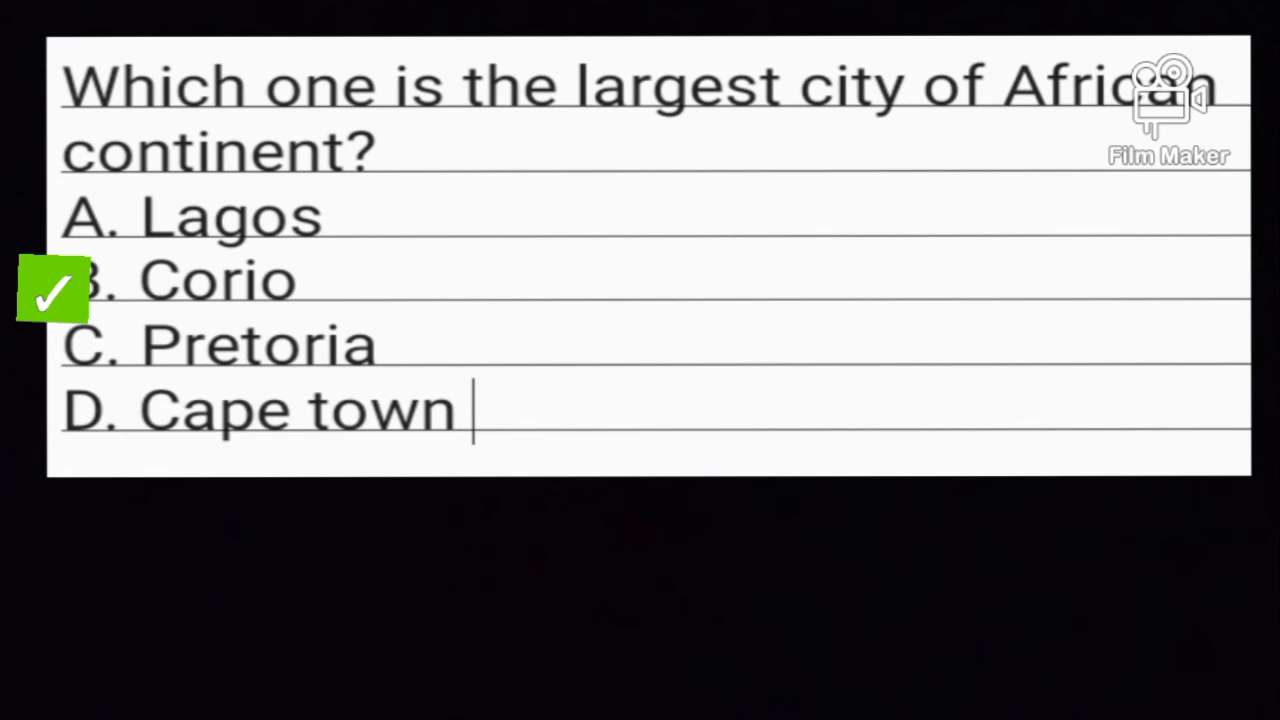 Which one is the largest city of African
continent?
A. Lagos
B. Corio
C. Pretoria
D. Cape town
Film Maker